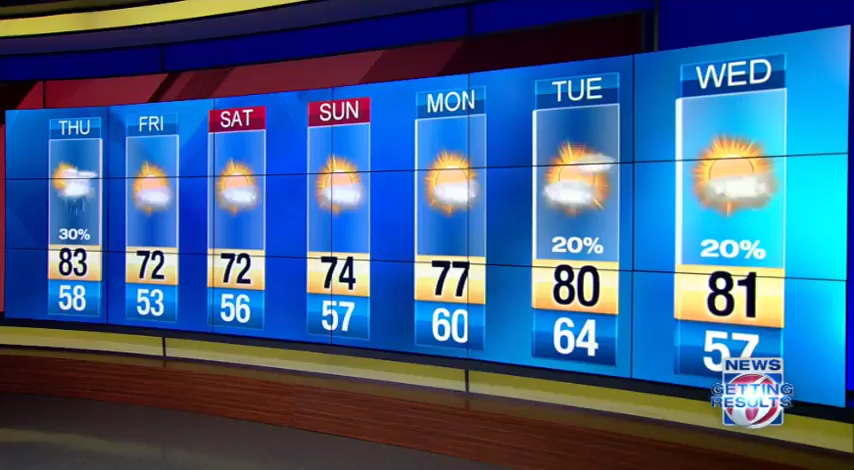 THU
30%
83
58
FRI
72
53
SAT
72
56
SUN
74
57
MON
77
60
TUE
20%
80
64
WED
20%
81
57
NEWS
GETTING
RESULTS